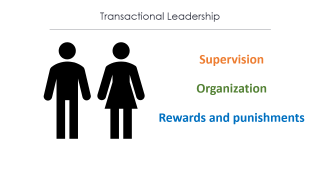 Transactional Leadership
Supervision
Organization
Rewards and punishments